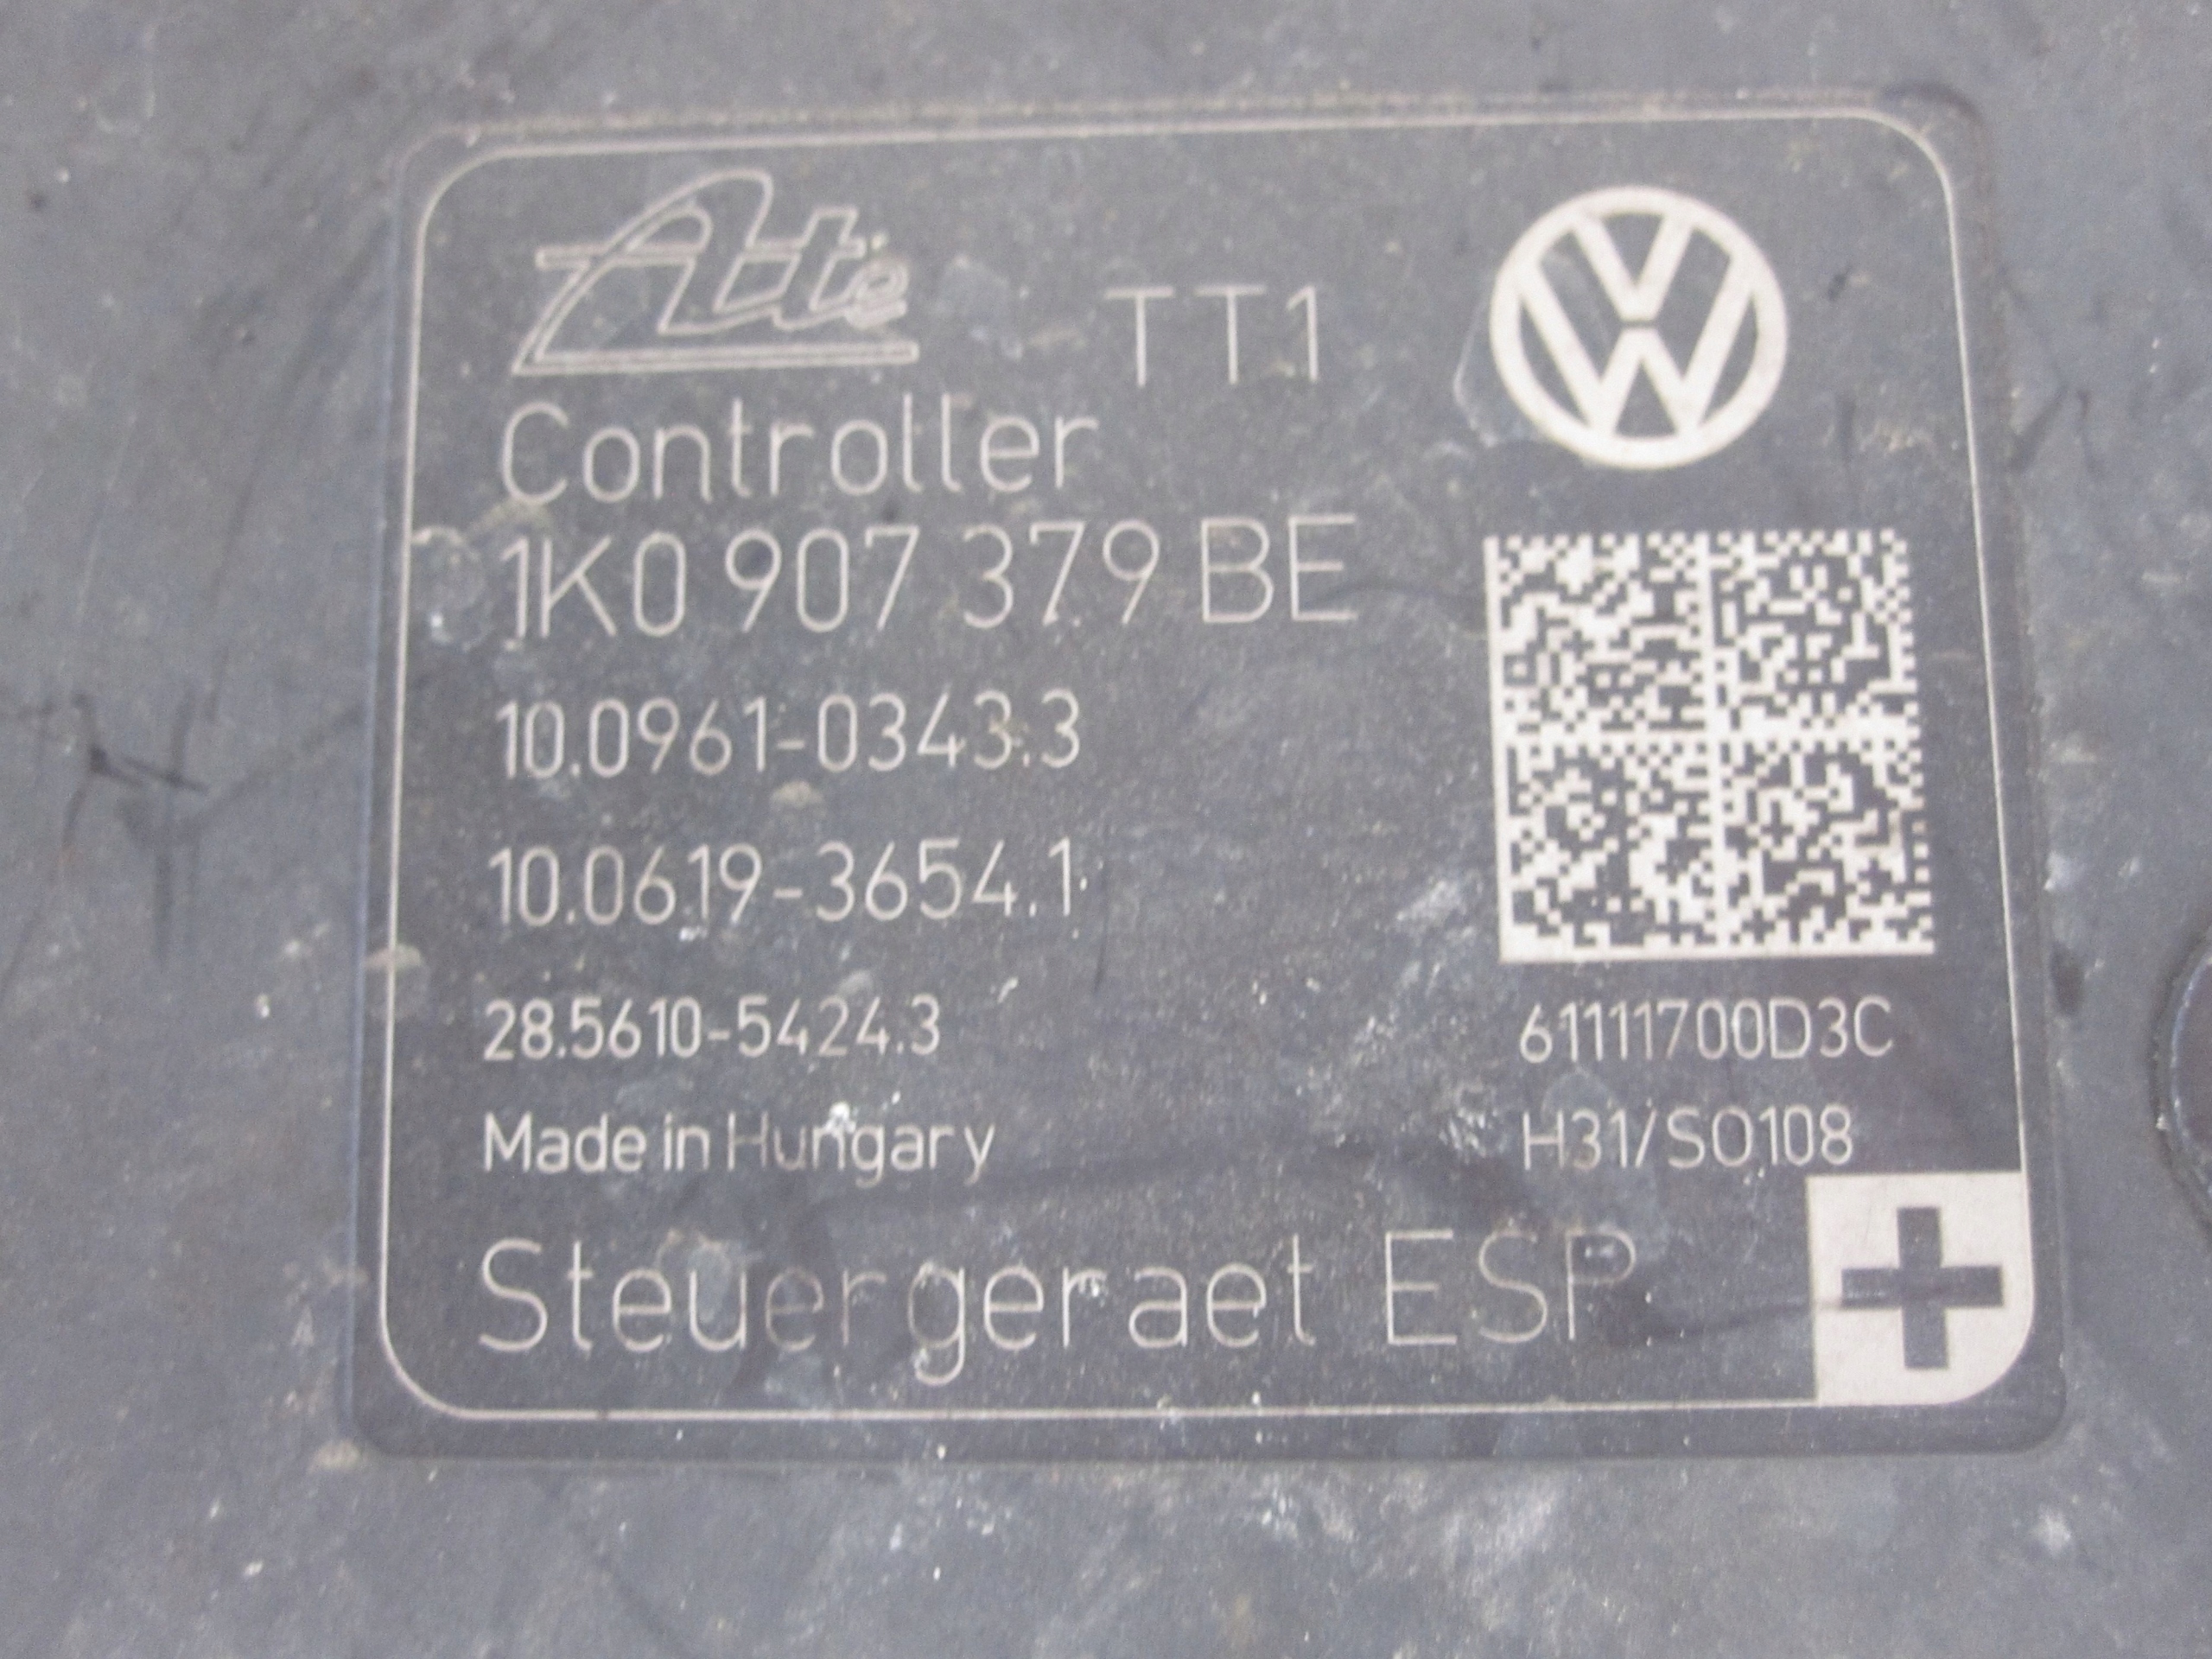 Ate TT1
Controller
1K0 907 379 BE
10.0961-0343.3
10.0619-3654.1
28.5610-5424.3
61111700D3C
Made in Hungary
H31/SO108
Steuergeraet ESP